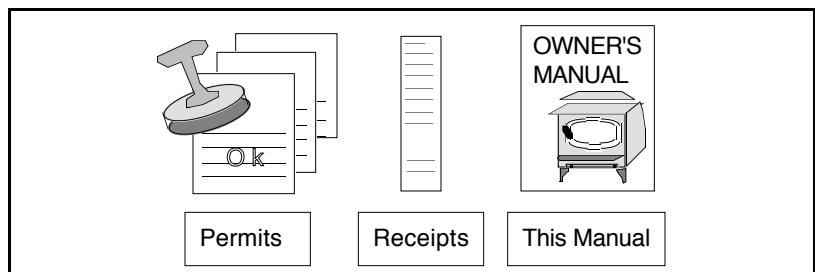 OWNER'S
MANUAL
Ok
Permits
Receipts
This Manual